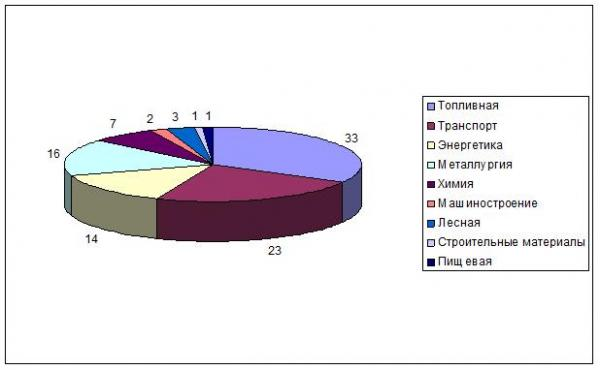 7
2
3
1
1
33
16
14
23
Топливная
Транспорт
Энергетика
Металлургия
Химия
Машиностроение
Лесная
Строительные материалы
Пищевая